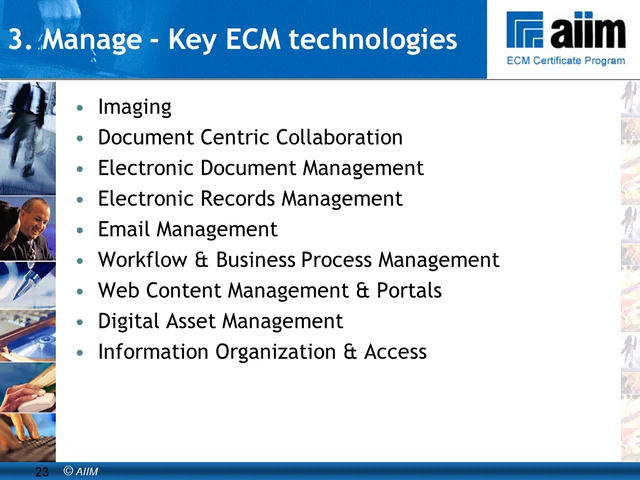 3. Manage - Key ECM technologies
aiim
ECM Certificate Program
• Imaging
• Document Centric Collaboration
• Electronic Document Management
• Electronic Records Management
• Email Management
• Workflow & Business Process Management
• Web Content Management & Portals
• Digital Asset Management
• Information Organization & Access
23 © AIIM